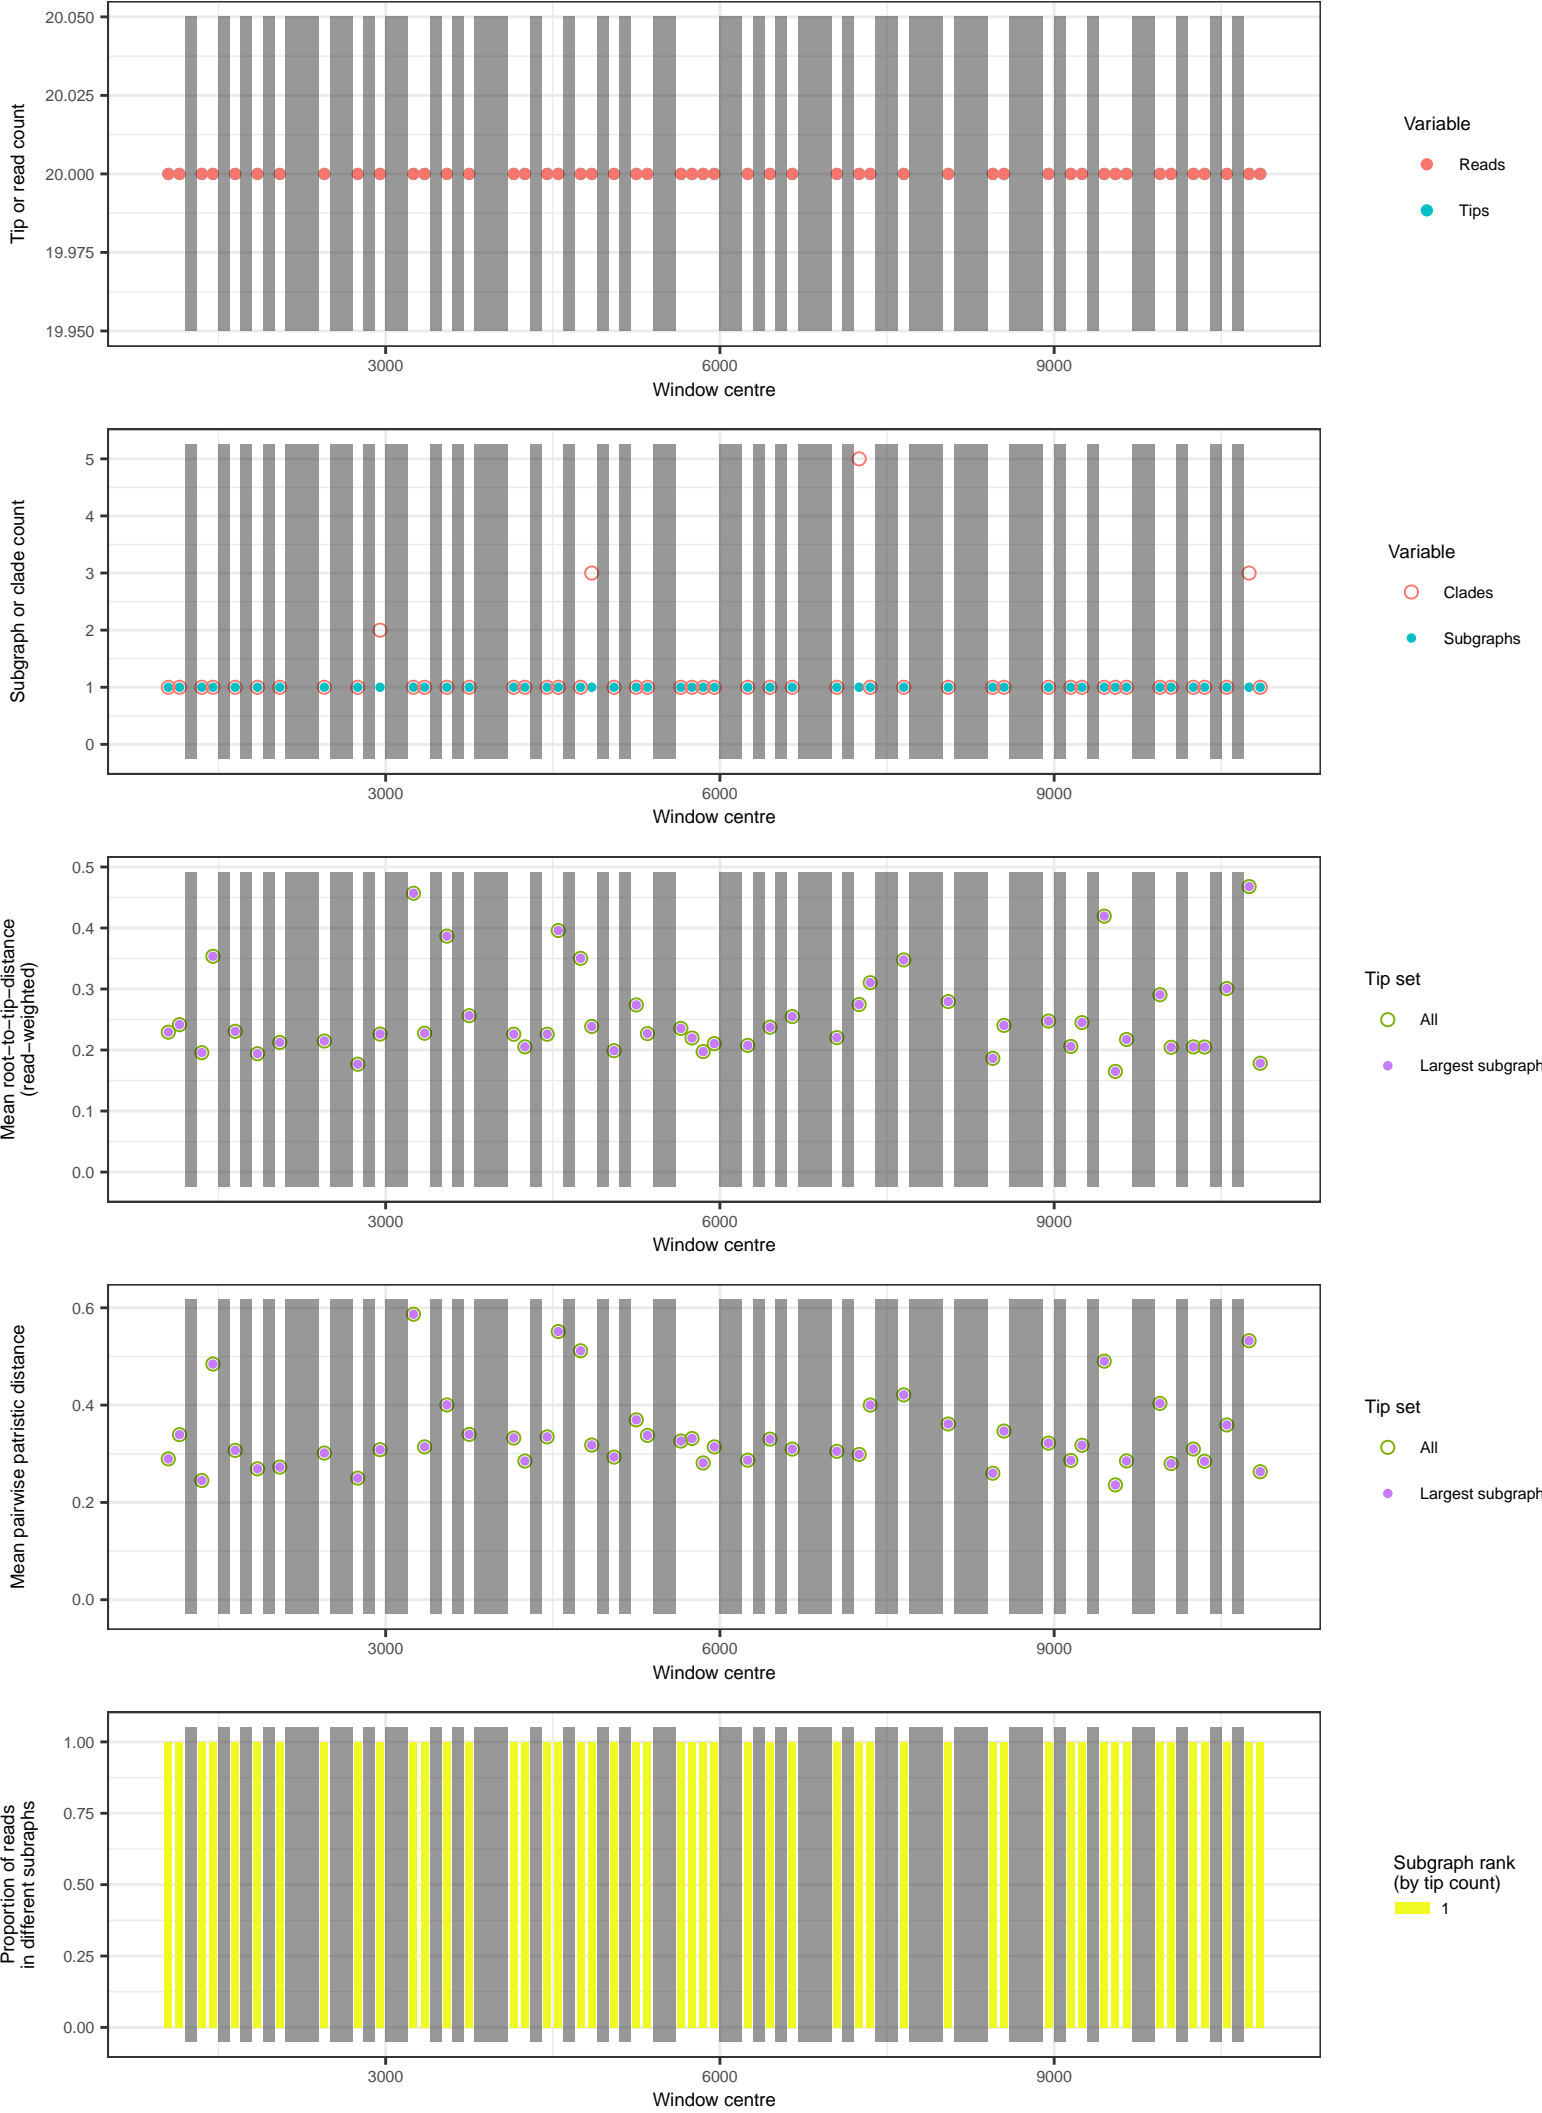 20.050
20.025
20.000
19.975
19.950
Tip or read count
3000
6000
9000
Window centre
Variable
Reads
Tips
5
4
3
2
1
0
Subgraph or clade count
3000
6000
9000
Window centre
Variable
Clades
Subgraphs
0.5
0.4
0.3
0.2
0.1
0.0
Mean root−to−tip−distance
(read−weighted)
3000
6000
9000
Window centre
Tip set
All
Largest subgraph
0.6
0.4
0.2
0.0
Mean pairwise patristic distance
3000
6000
9000
Window centre
Tip set
All
Largest subgraph
1.00
0.75
0.50
0.25
0.00
Proportion of reads
in different subraphs
3000
6000
9000
Window centre
Subgraph rank
(by tip count)
1